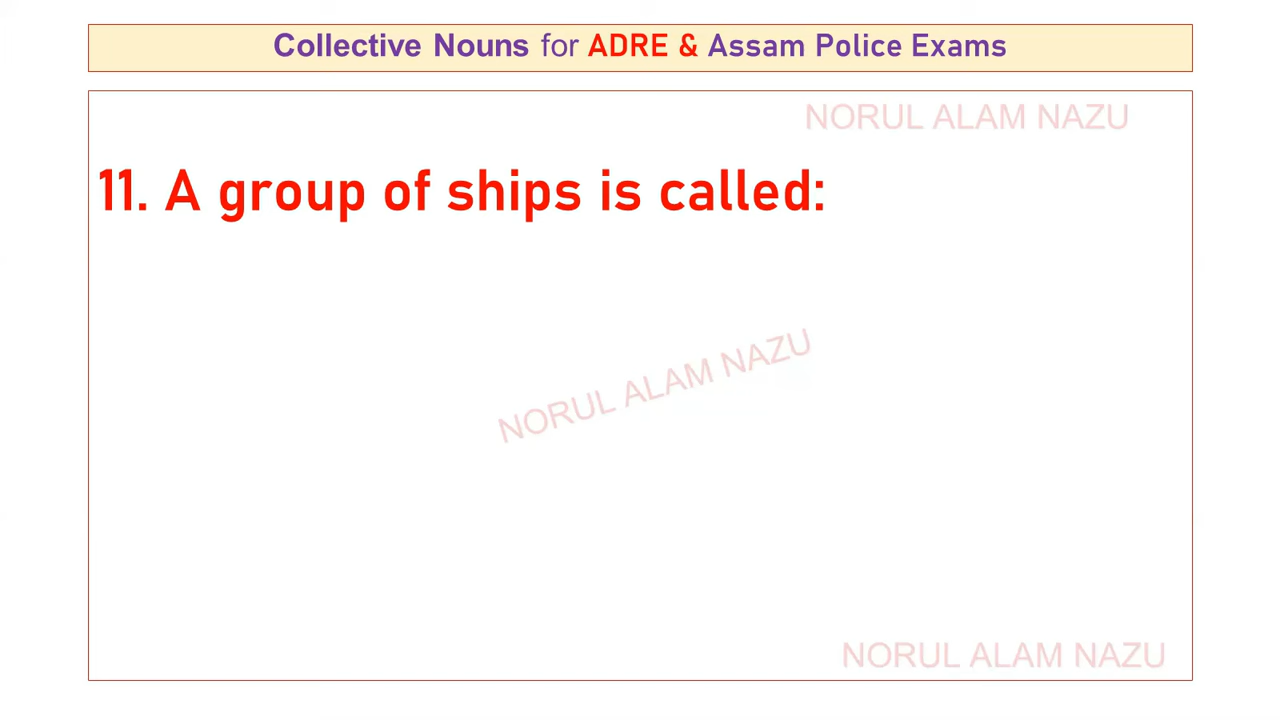 Collective Nouns for ADRE & Assam Police Exams
NORUL ALAM NAZU
11. A group of ships is called:
NORUL ALAM NAZU
NORUL ALAM NAZU